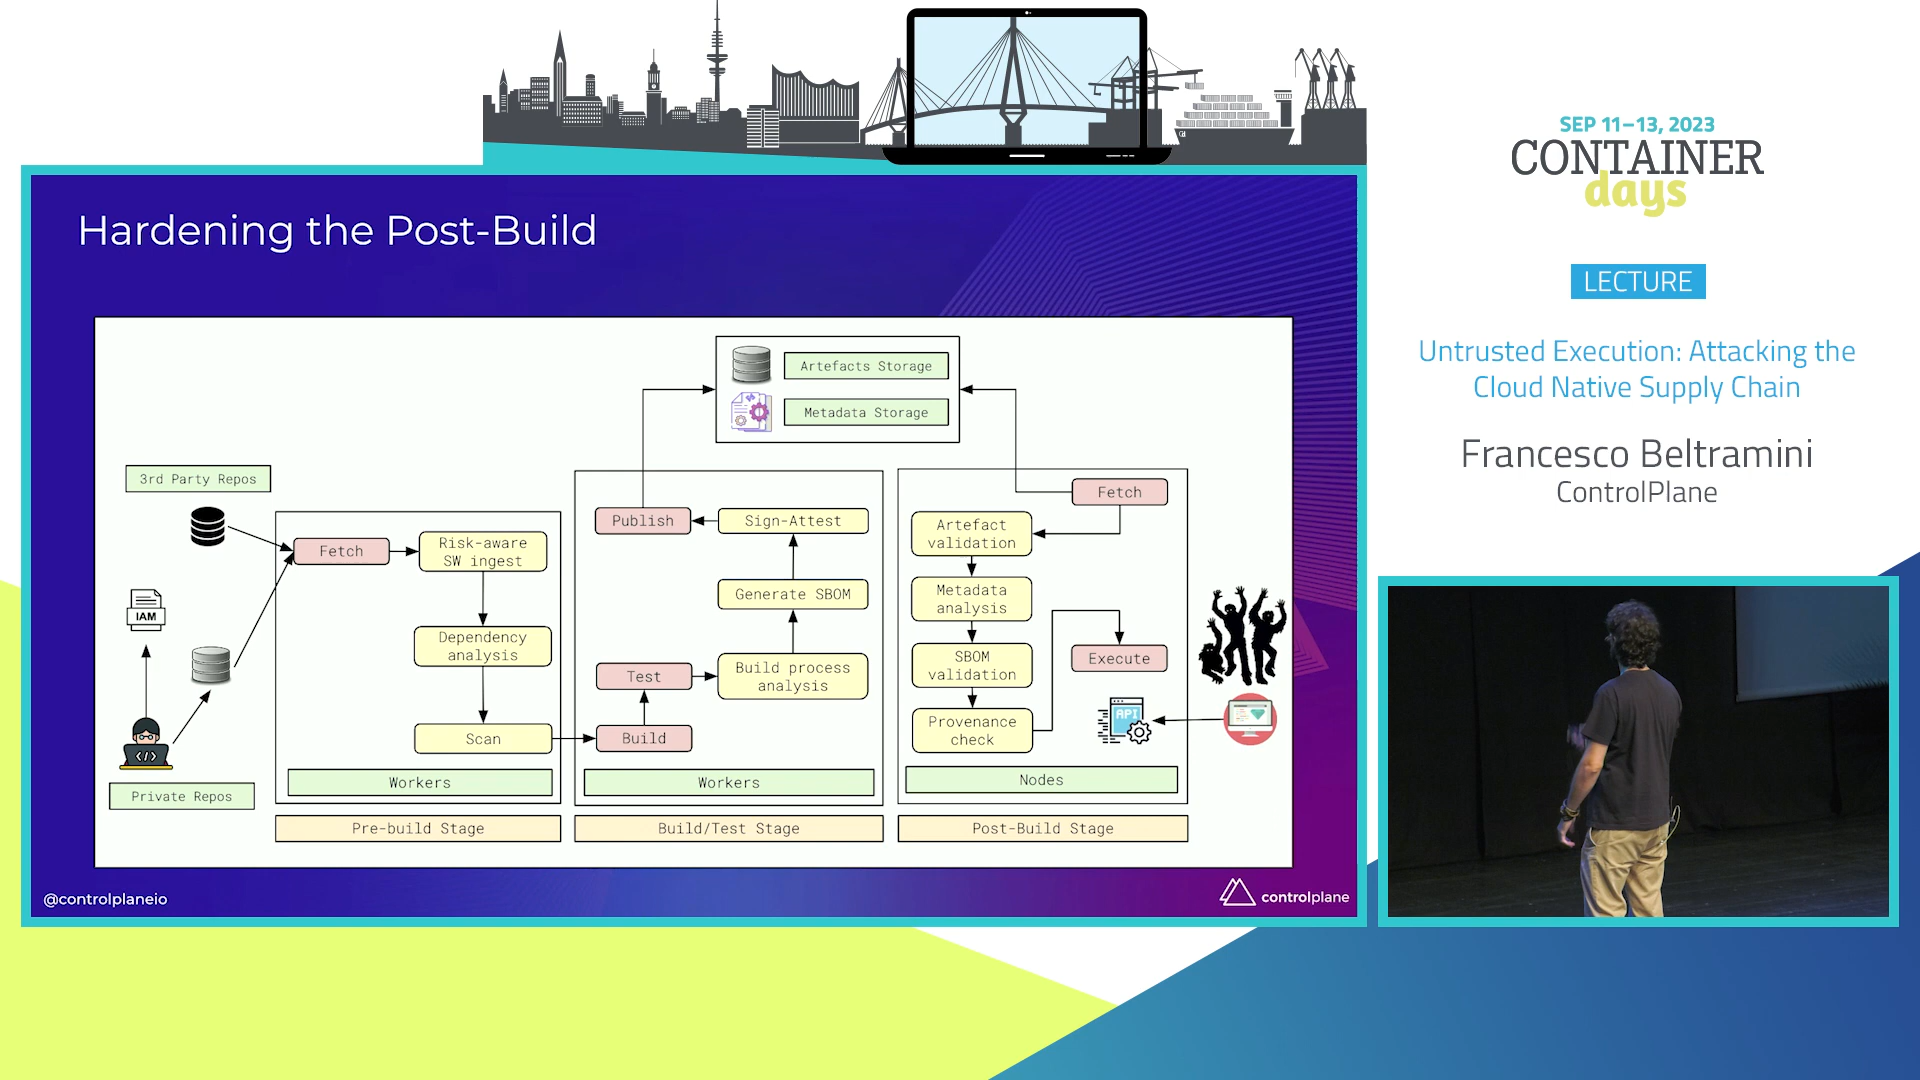 SEP 11–13, 2023
CONTAINER
days
LECTURE
Untrusted Execution: Attacking the
Cloud Native Supply Chain
Francesco Beltramini
ControlPlane
Hardening the Post-Build
Artefacts Storage
Metadata Storage
3rd Party Repos
IAM
Private Repos
Fetch
Risk-aware
SW ingest
Dependency
analysis
Scan
Workers
Pre-build Stage
Publish
Sign-Attest
Generate SBOM
Test
Build process
analysis
Build
Workers
Build/Test Stage
Fetch
Artefact
validation
Metadata
analysis
SBOM
validation
Execute
Provenance
check
API
Nodes
Post-Build Stage
@controlplaneio
controlplane